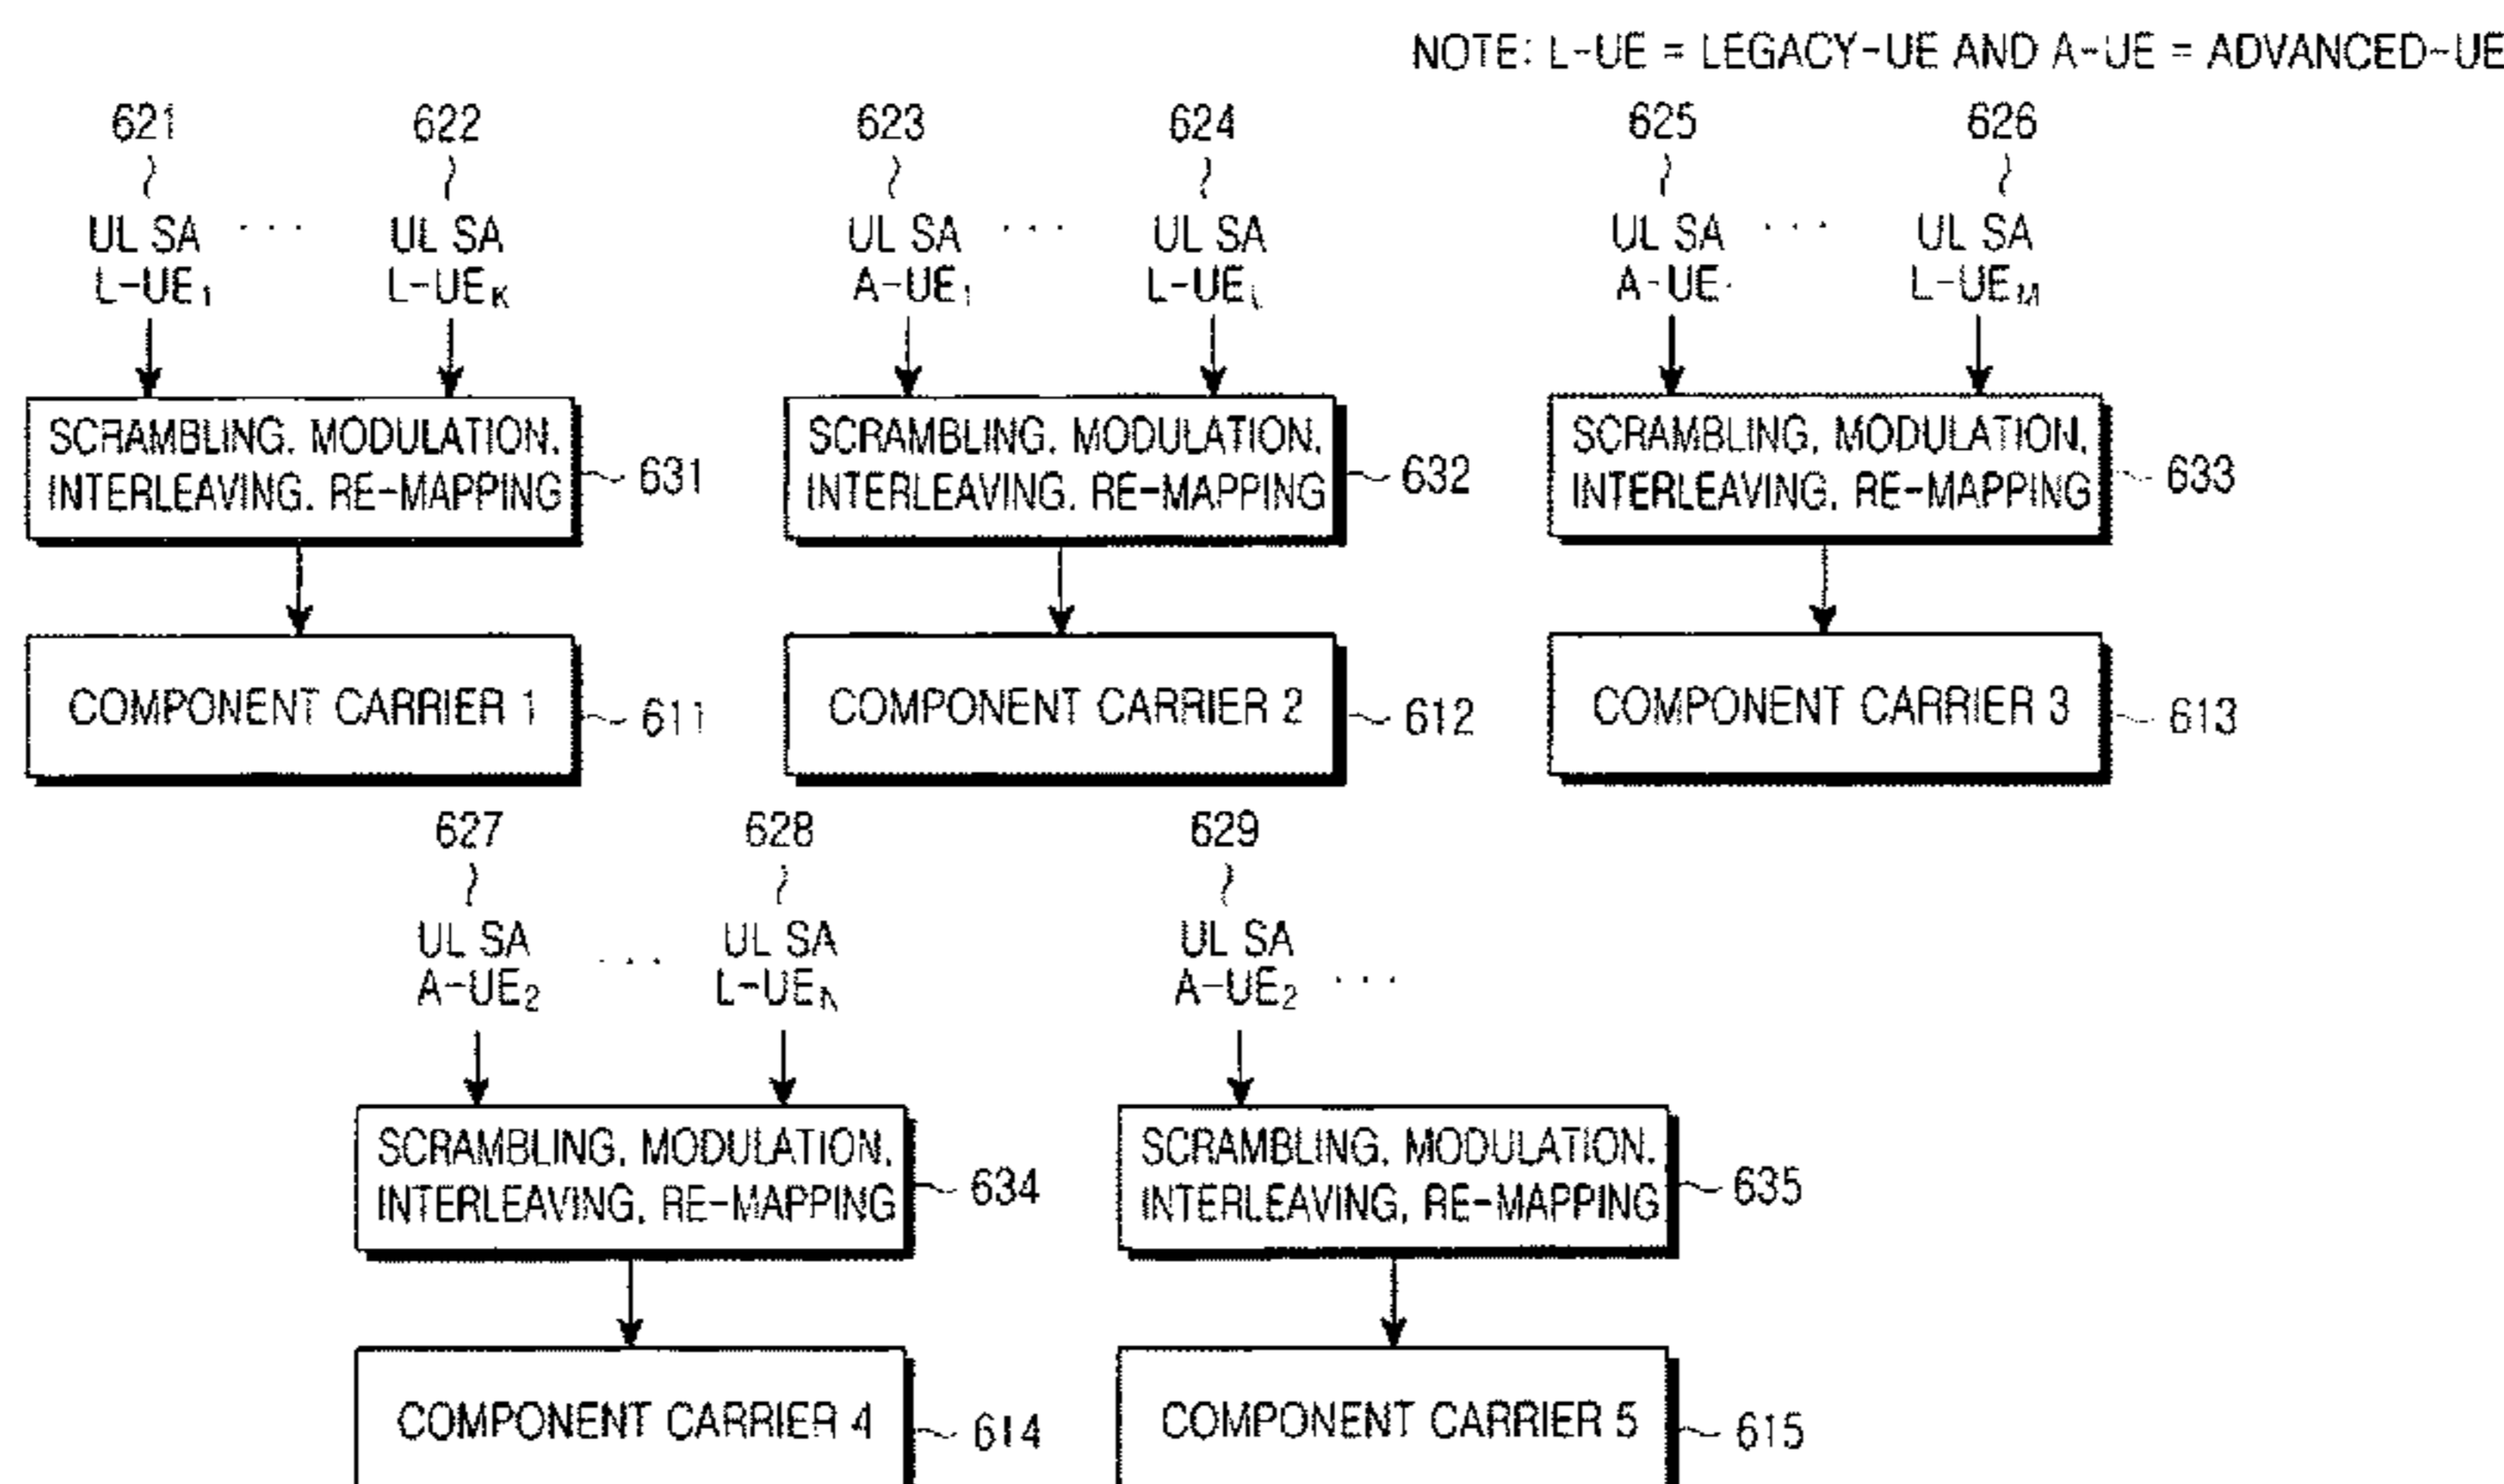 NOTE: L-UE = LEGACY-UE AND A-UE = ADVANCED-UE
621 622 623 624 625 626
UL SA ... UL SA UL SA ... UL SA UL SA ... UL SA
L-UE1 L-UEK A-UE1 L-UEL A-UE L-UEM
SCRAMBLING, MODULATION, SCRAMBLING, MODULATION, SCRAMBLING, MODULATION,
INTERLEAVING, RE-MAPPING 631 INTERLEAVING, RE-MAPPING 632 INTERLEAVING, RE-MAPPING 633
COMPONENT CARRIER 1 611 COMPONENT CARRIER 2 612 COMPONENT CARRIER 3 613
627 628 629
UL SA ... UL SA UL SA
A-UE2 L-UEN A-UE2 ...
SCRAMBLING, MODULATION, SCRAMBLING, MODULATION,
INTERLEAVING, RE-MAPPING 634 INTERLEAVING, RE-MAPPING 635
COMPONENT CARRIER 4 614 COMPONENT CARRIER 5 615